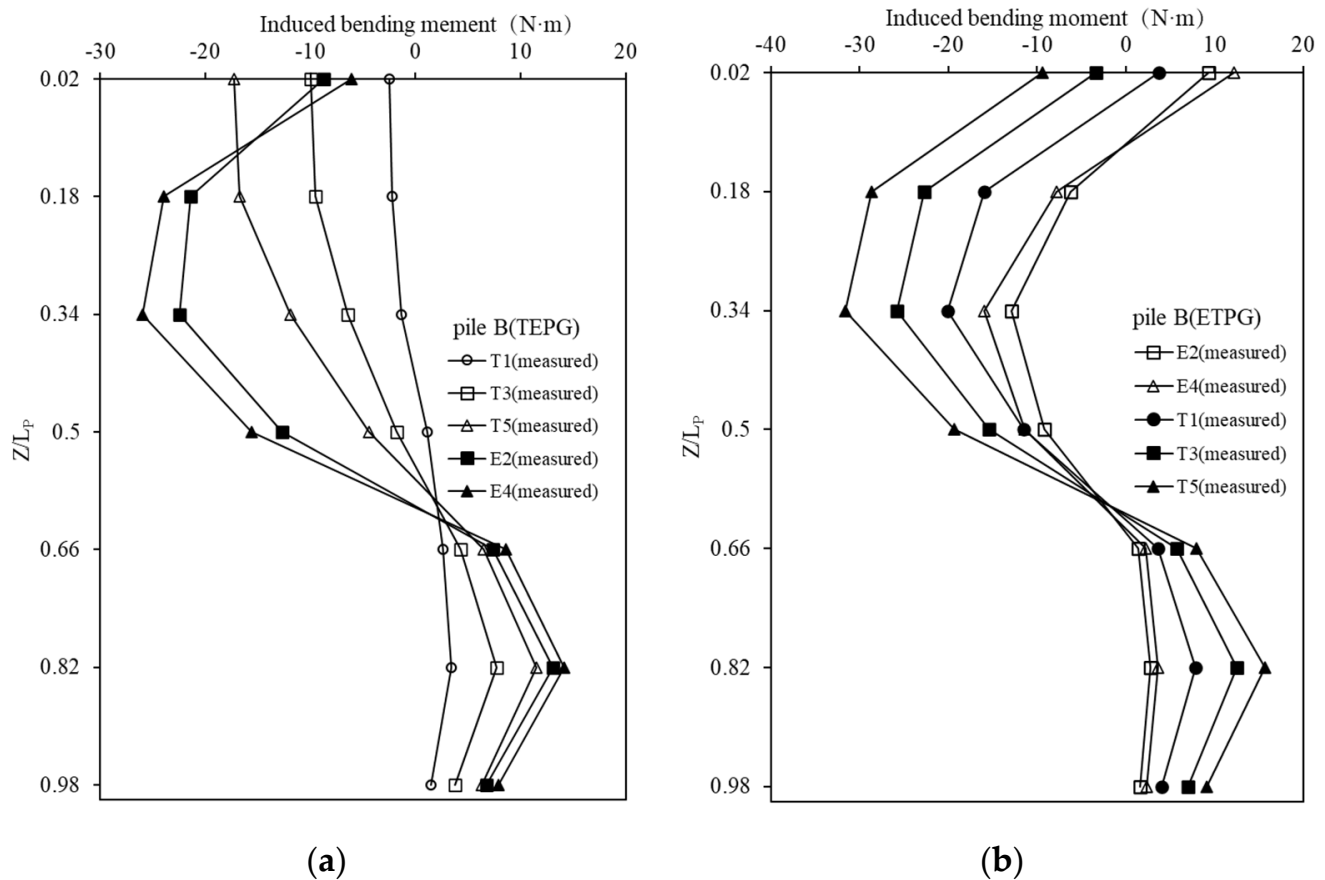 Induced bending mement（N·m）
-30 -20 -10 0 10 20
0.02
0.18
0.34
0.5
0.66
0.82
0.98
Z/LP
pile B(TEPG)
T1(measured)
T3(measured)
T5(measured)
E2(measured)
E4(measured)
(a)
Induced bending moment（N·m）
-40 -30 -20 -10 0 10 20
0.02
0.18
0.34
0.5
0.66
0.82
0.98
Z/LP
pile B(ETPG)
E2(measured)
E4(measured)
T1(measured)
T3(measured)
T5(measured)
(b)